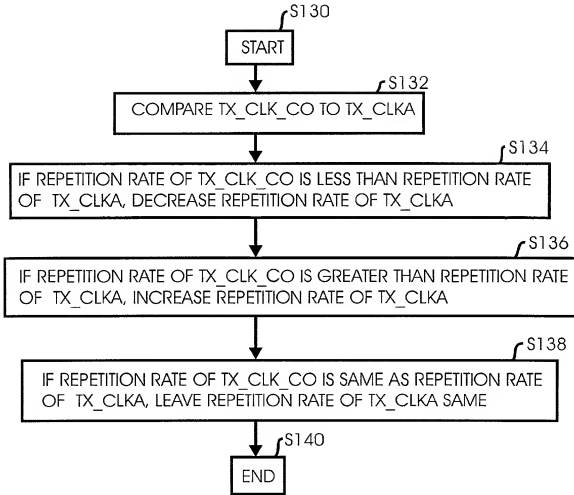 S130
START
S132
COMPARE TX_CLK_CO TO TX_CLKA
S134
IF REPETITION RATE OF TX_CLK_CO IS LESS THAN REPETITION RATE
OF TX_CLKA, DECREASE REPETITION RATE OF TX_CLKA
S136
IF REPETITION RATE OF TX_CLK_CO IS GREATER THAN REPETITION RATE
OF TX_CLKA, INCREASE REPETITION RATE OF TX_CLKA
S138
IF REPETITION RATE OF TX_CLK_CO IS SAME AS REPETITION RATE
OF TX_CLKA, LEAVE REPETITION RATE OF TX_CLKA SAME
S140
END